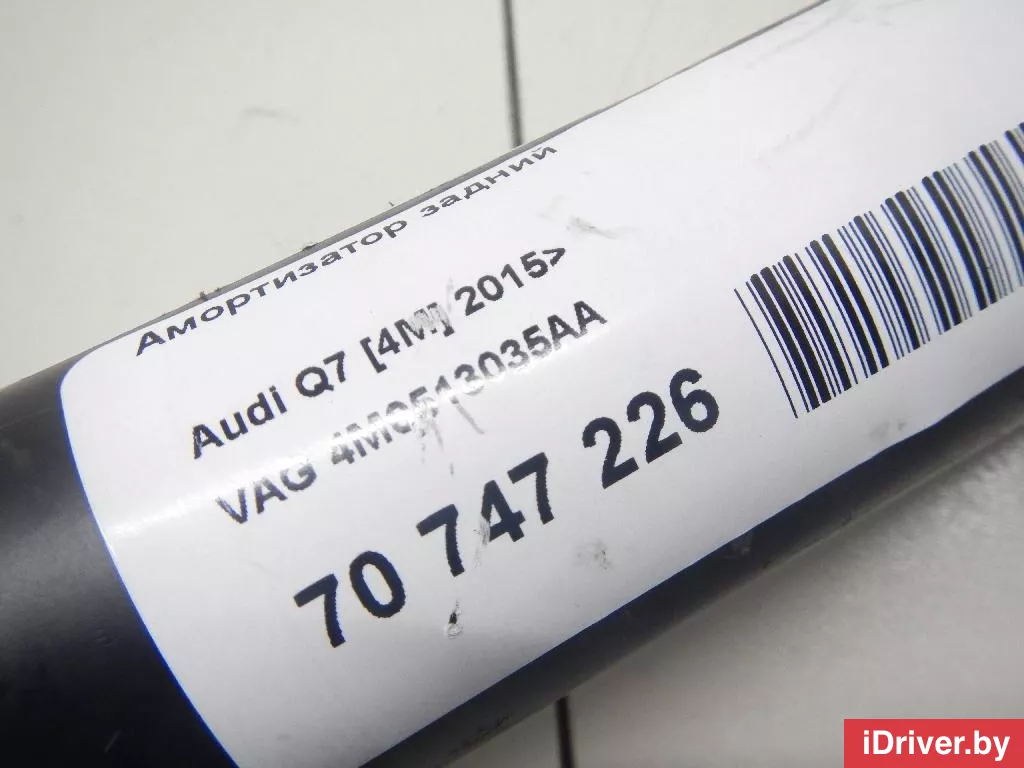 Амортизатор задний
Audi Q7 [4M] 2015>
VAG 4M0513035AA
70 747 226
iDriver.by